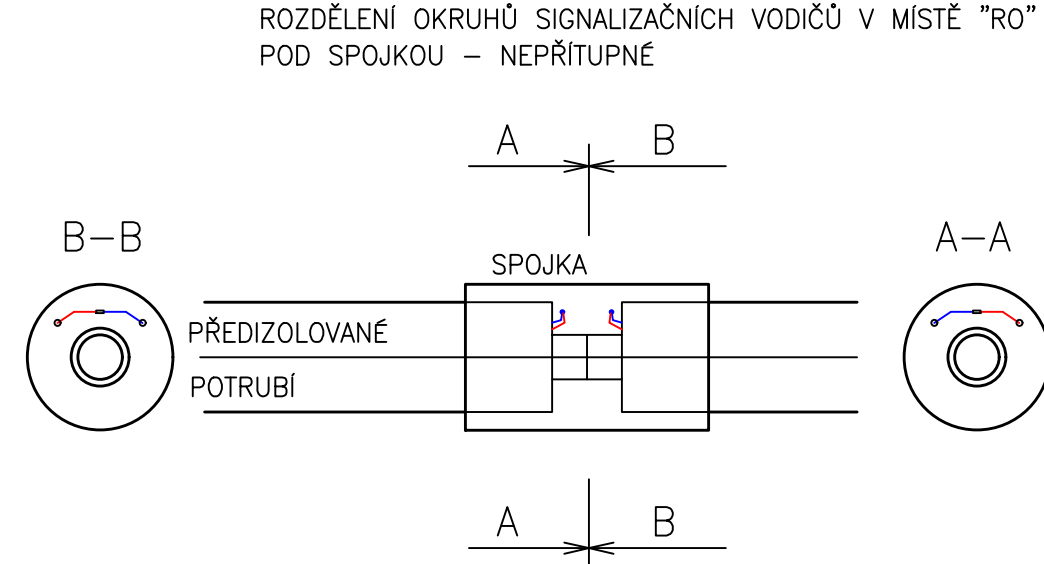 ROZDĚLENÍ OKRUHŮ SIGNALIZAČNÍCH VODIČŮ V MÍSTĚ "RO"
POD SPOJKOU – NEPŘÍTUPNÉ
A B
B–B
A–A
SPOJKA
PŘEDIZOLOVANÉ
POTRUBÍ
A B